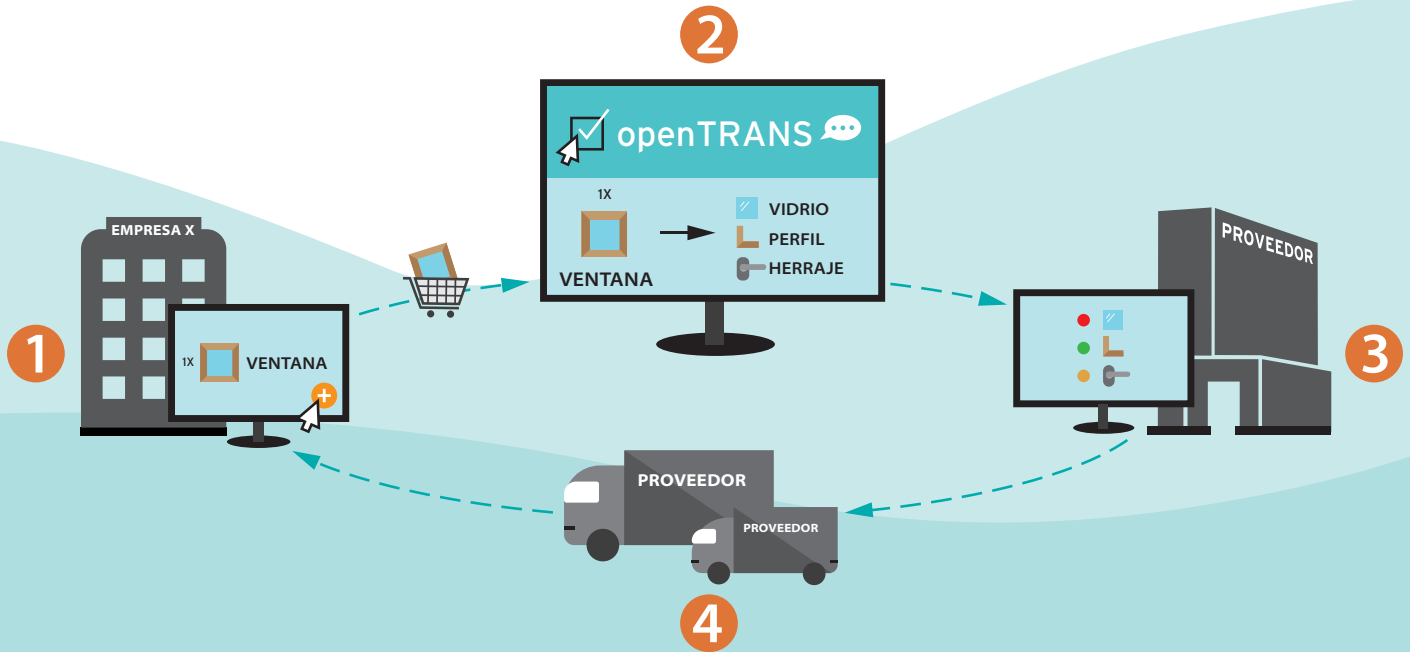 2
openTRANS
1X
VENTANA
VIDRIO
PERFIL
HERRAJE
EMPRESA X
1
1X
VENTANA
PROVEEDOR
3
PROVEEDOR
PROVEEDOR
4